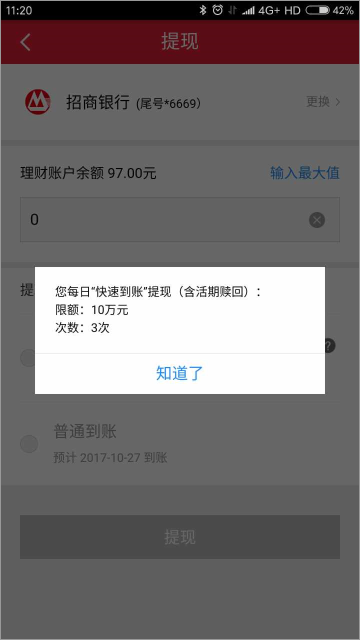 11:20
4G+ HD 42%
提现
招商银行 (尾号*6669)
更换
理财账户余额 97.00元
输入最大值
0
提
您每日“快速到账”提现（含活期赎回）：
限额：10万元
次数：3次
?
知道了
普通到账
预计 2017-10-27 到账
提现